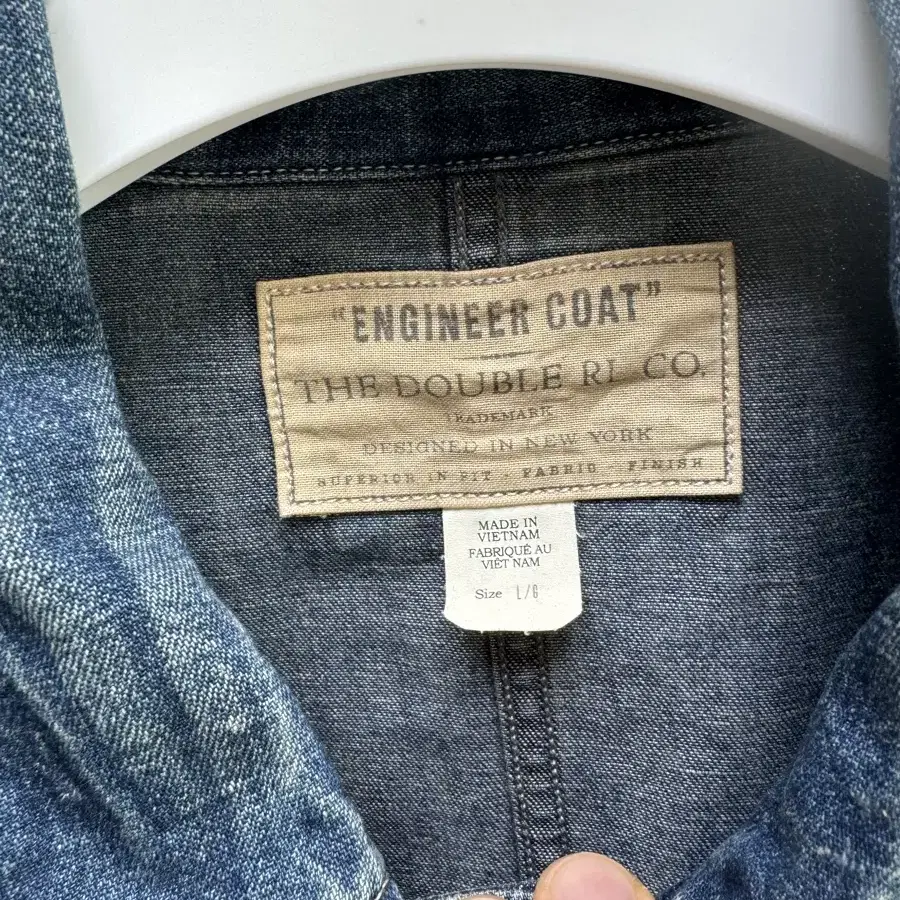 "ENGINEER COAT"
THE DOUBLE RL CO.
TRADEMARK
DESIGNED IN NEW YORK
SUPERIOR IN FIT - FABRIC - FINISH
MADE IN
VIETNAM
FABRIQUÉ AU
VIÊT NAM
Size L/G